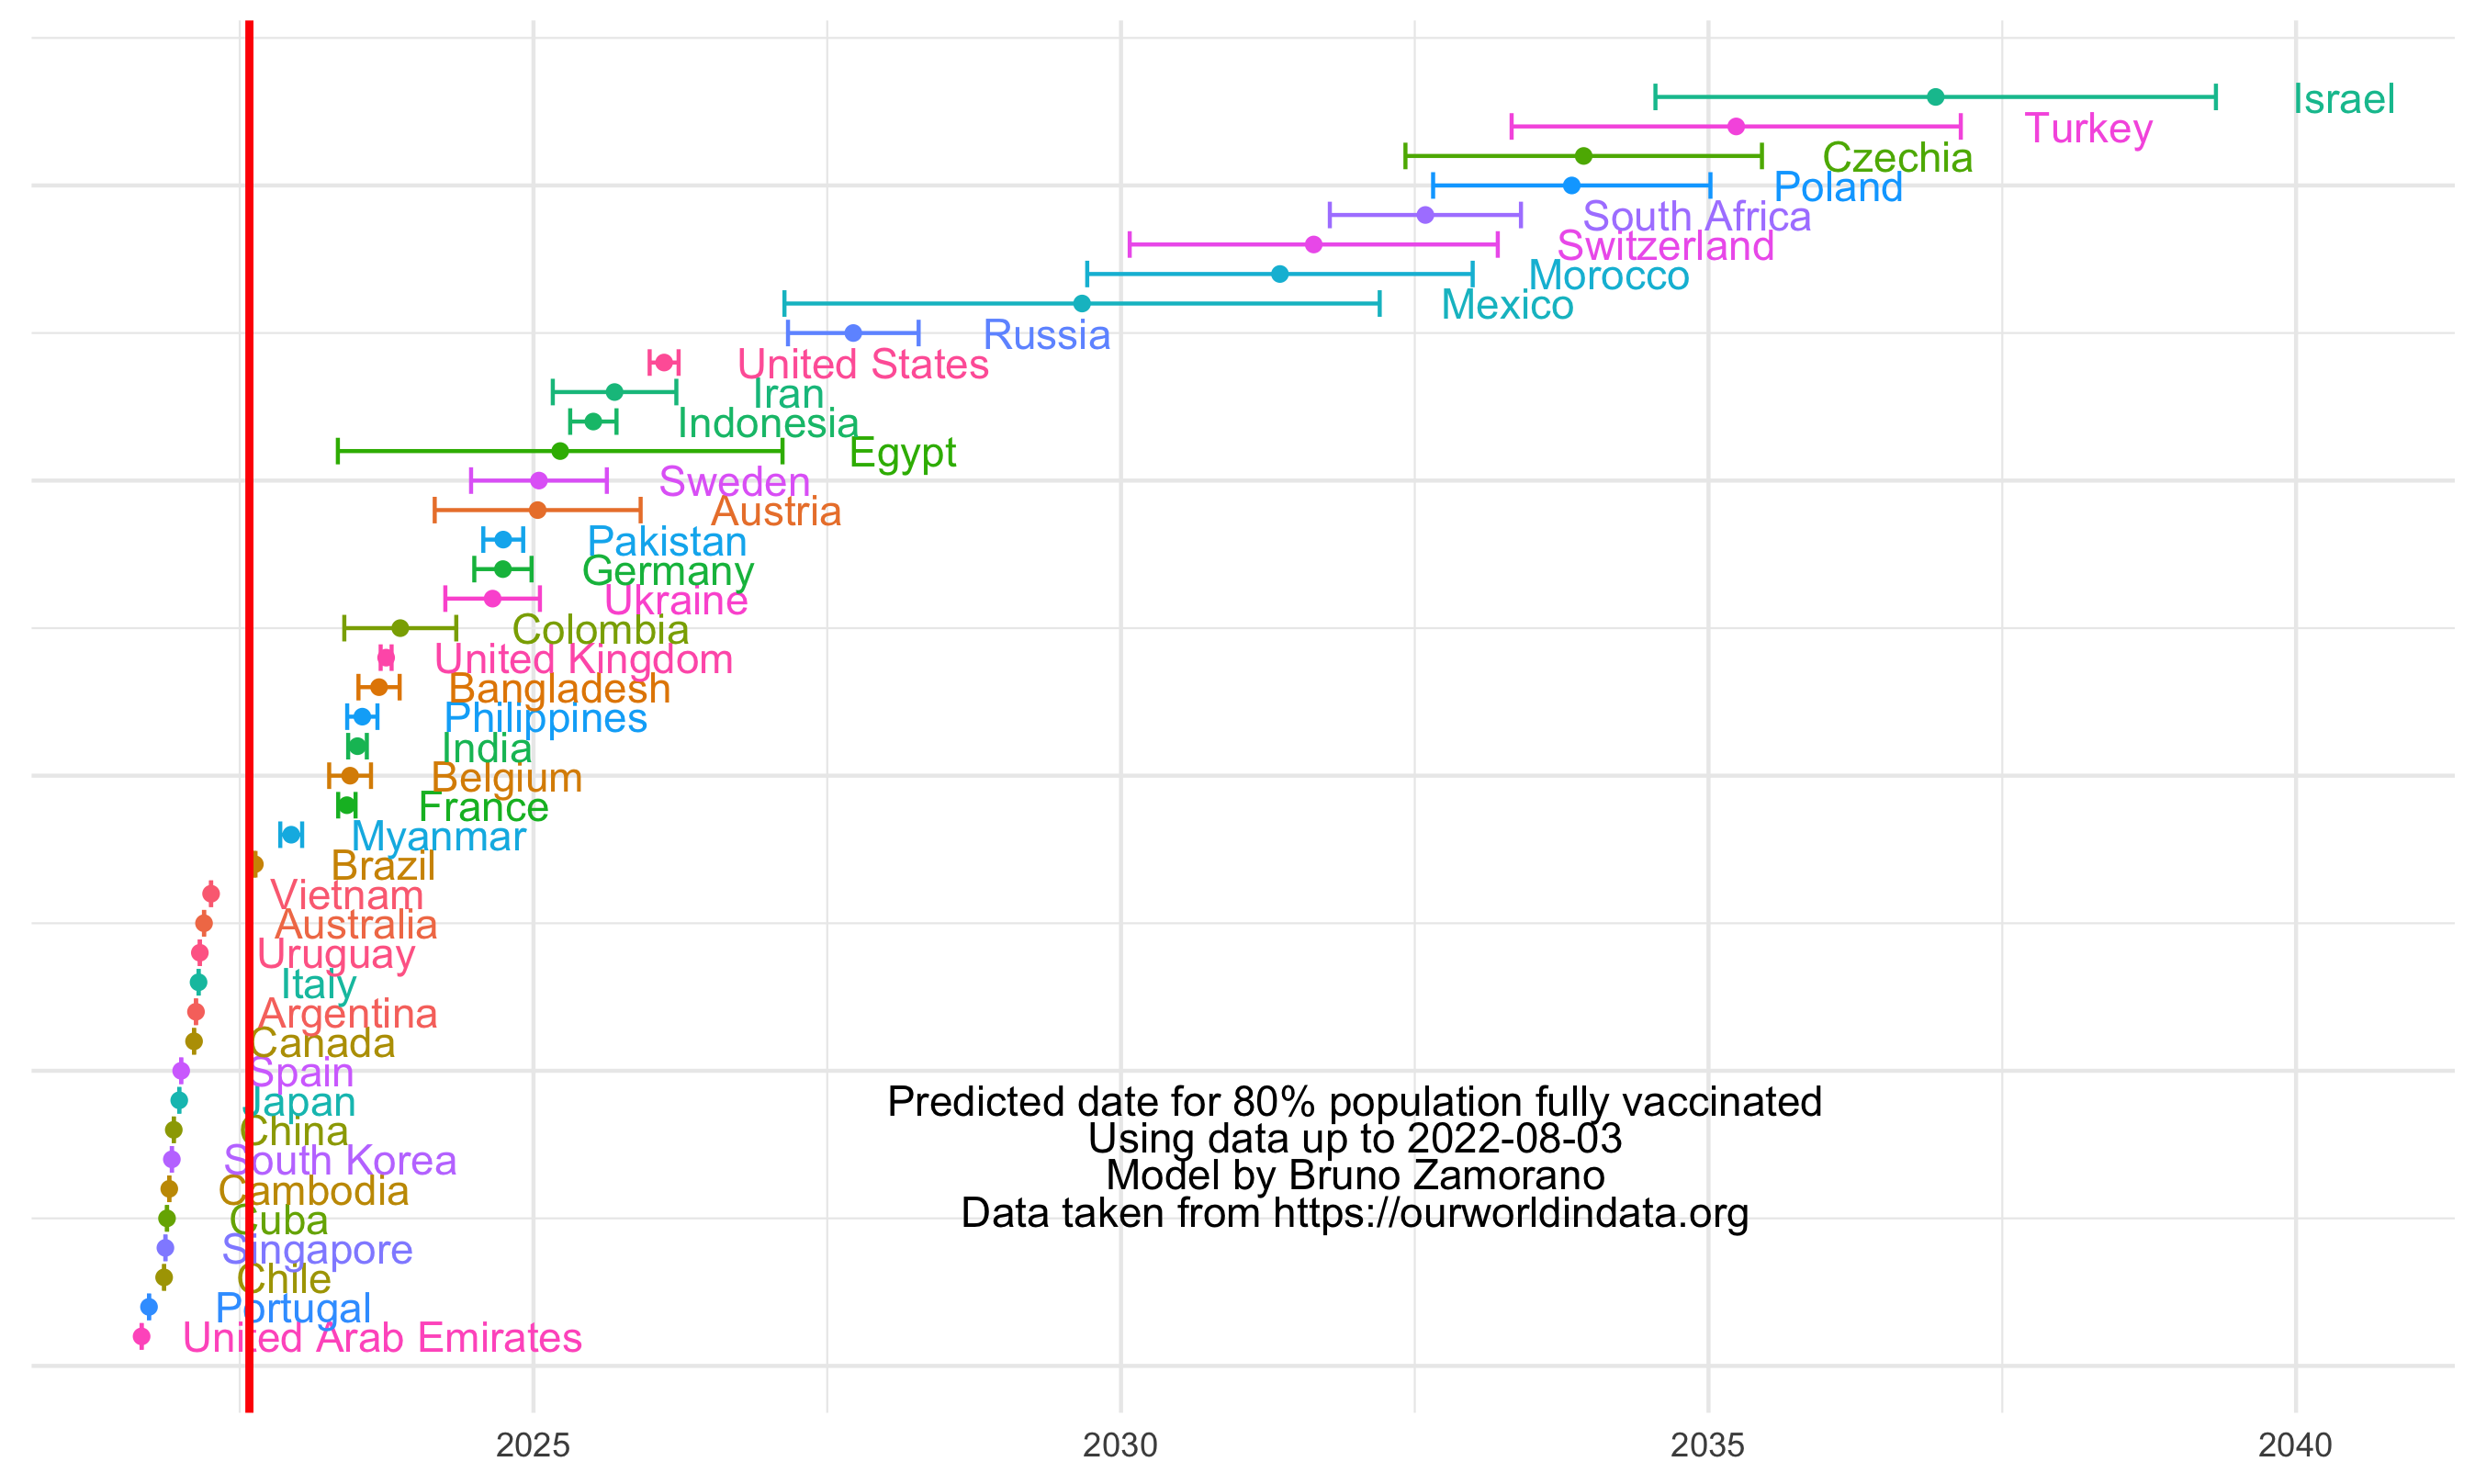 Israel
Turkey
Czechia
Poland
South Africa
Switzerland
Morocco
Mexico
Russia
United States
Iran
Indonesia
Egypt
Sweden
Austria
Pakistan
Germany
Ukraine
Colombia
United Kingdom
Bangladesh
Philippines
India
Belgium
France
Myanmar
Brazil
Vietnam
Australia
Uruguay
Italy
Argentina
Canada
Spain
Japan
China
South Korea
Cambodia
Cuba
Singapore
Chile
Portugal
United Arab Emirates
Predicted date for 80% population fully vaccinated
Using data up to 2022-08-03
Model by Bruno Zamorano
Data taken from https://ourworldindata.org
2025 2030 2035 2040